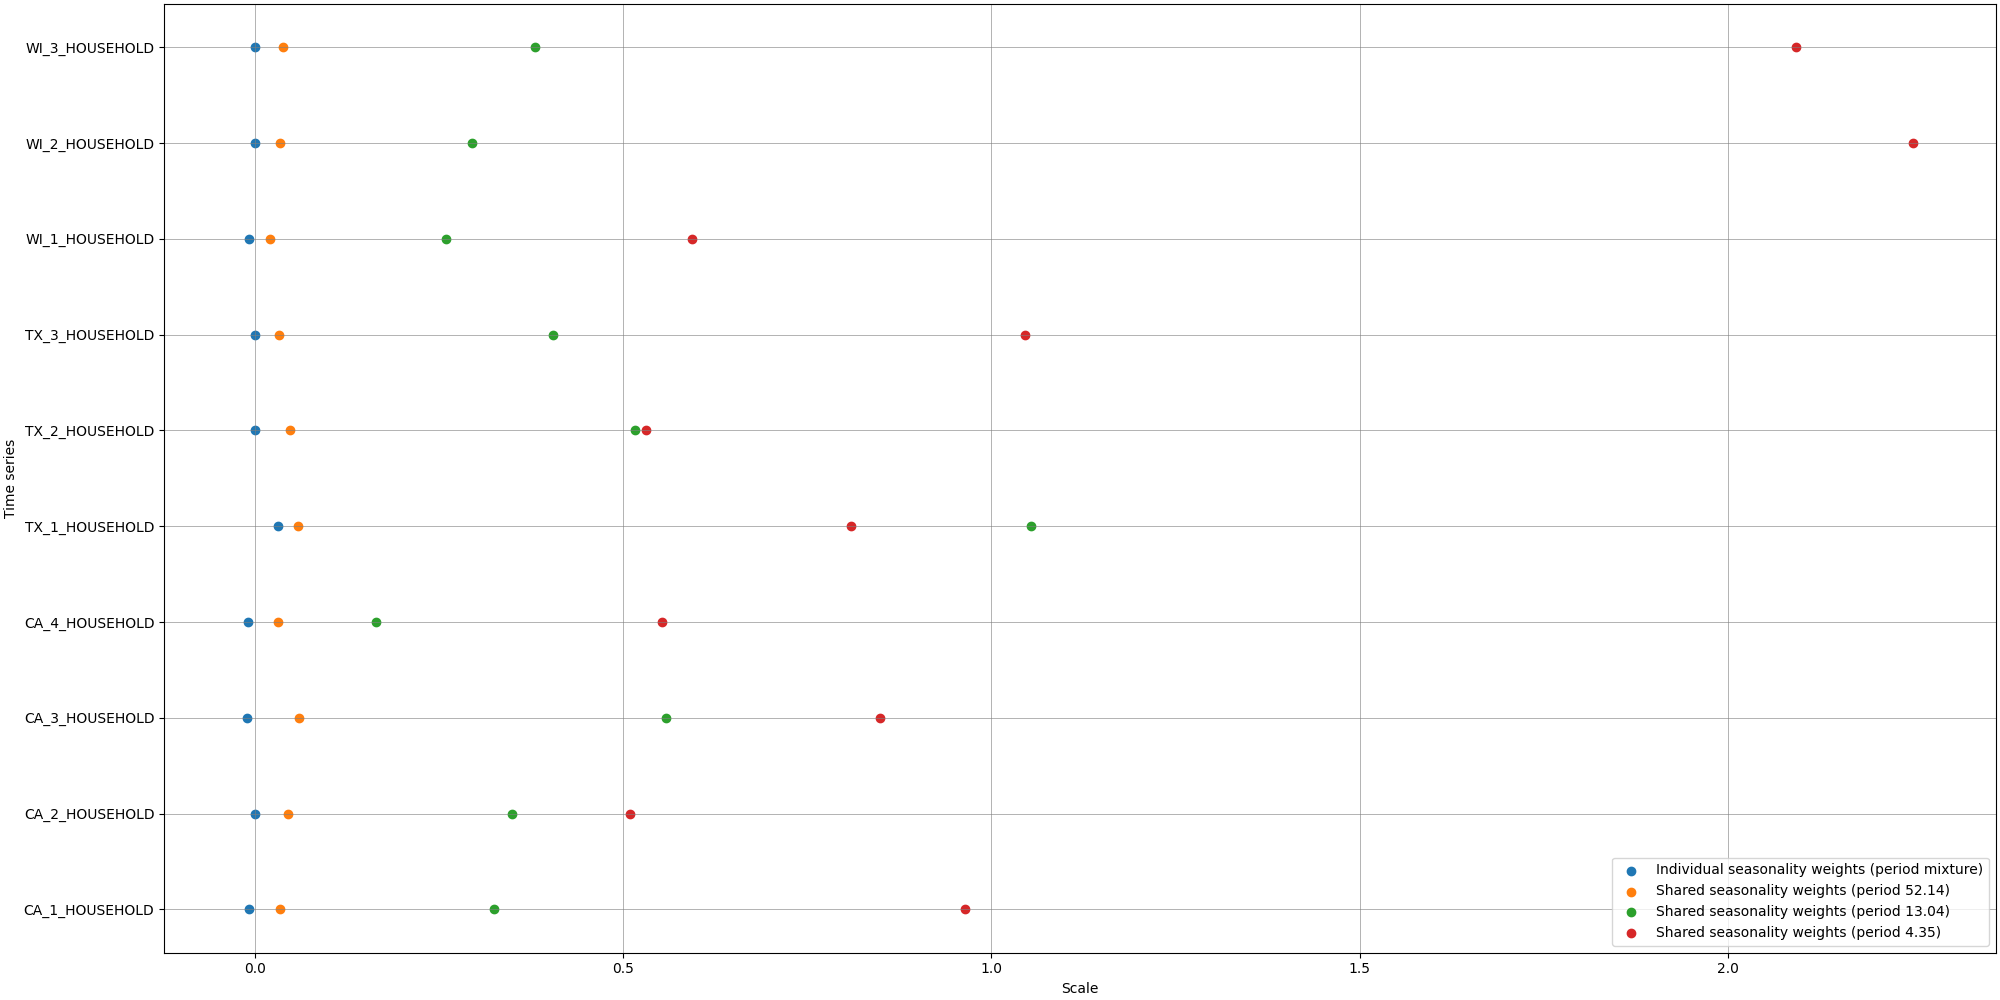 WI_3_HOUSEHOLD
WI_2_HOUSEHOLD
WI_1_HOUSEHOLD
TX_3_HOUSEHOLD
TX_2_HOUSEHOLD
TX_1_HOUSEHOLD
CA_4_HOUSEHOLD
CA_3_HOUSEHOLD
CA_2_HOUSEHOLD
CA_1_HOUSEHOLD
Time series
Individual seasonality weights (period mixture)
Shared seasonality weights (period 52.14)
Shared seasonality weights (period 13.04)
Shared seasonality weights (period 4.35)
0.0 0.5 1.0 1.5 2.0
Scale